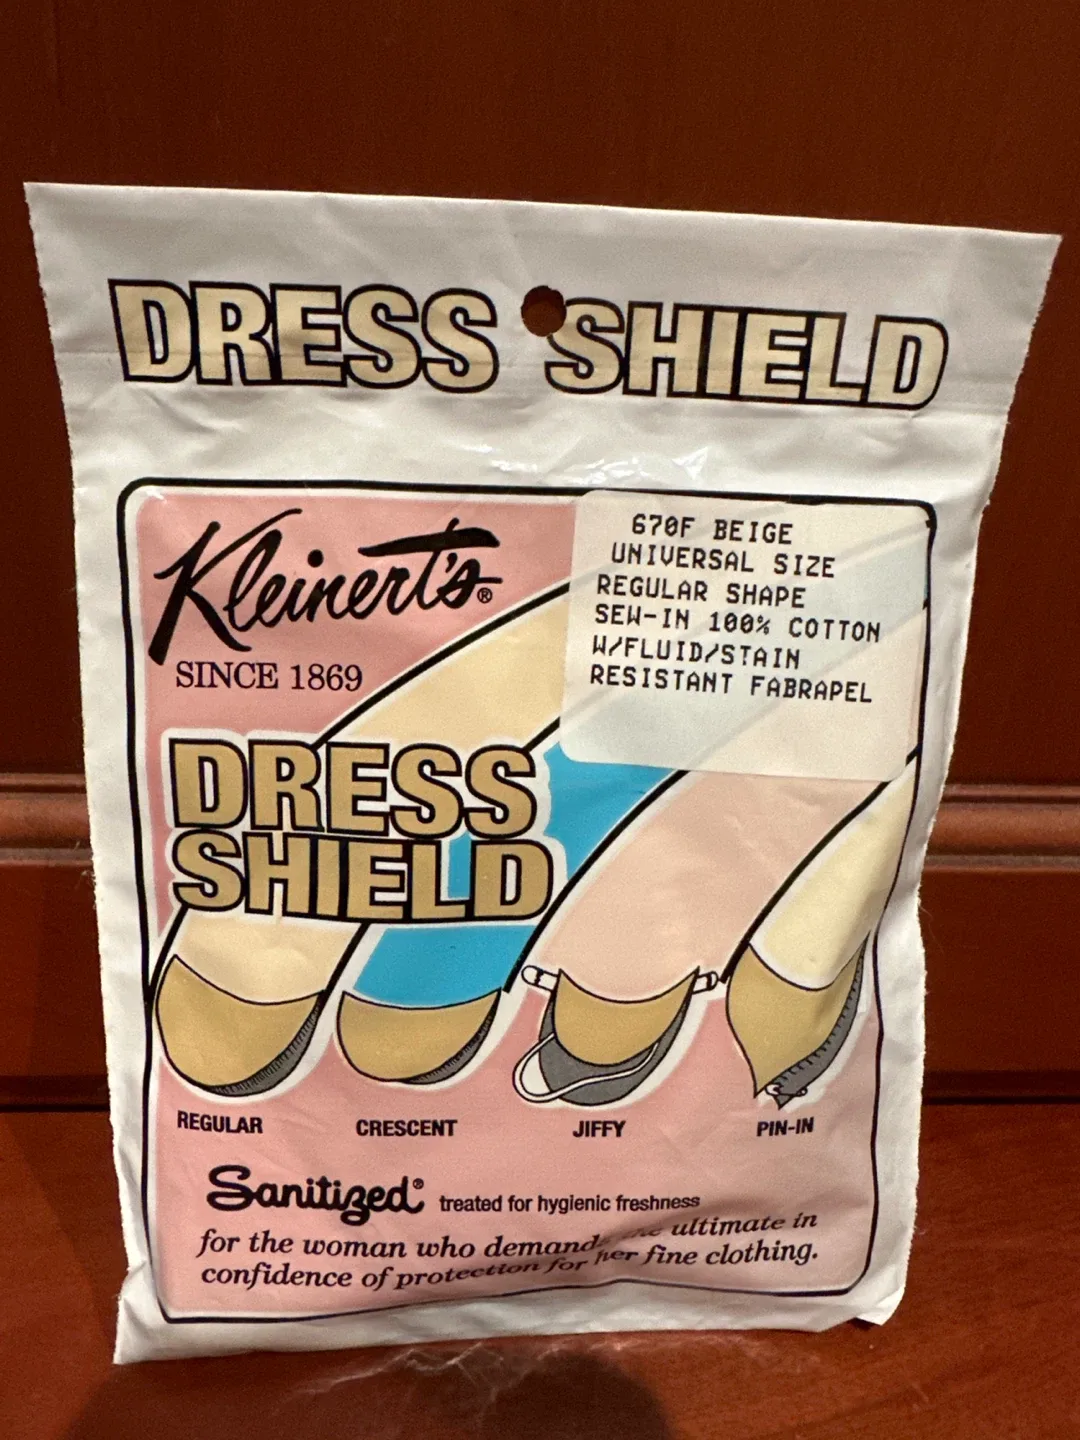 DRESS SHIELD
Kleinert's®
SINCE 1869
670F BEIGE
UNIVERSAL SIZE
REGULAR SHAPE
SEW-IN 100% COTTON
W/FLUID/STAIN
RESISTANT FABRAPEL
DRESS
SHIELD
REGULAR
CRESCENT
JIFFY
PIN-IN
Sanitized® treated for hygienic freshness
for the woman who demands the ultimate in
confidence of protection for her fine clothing.